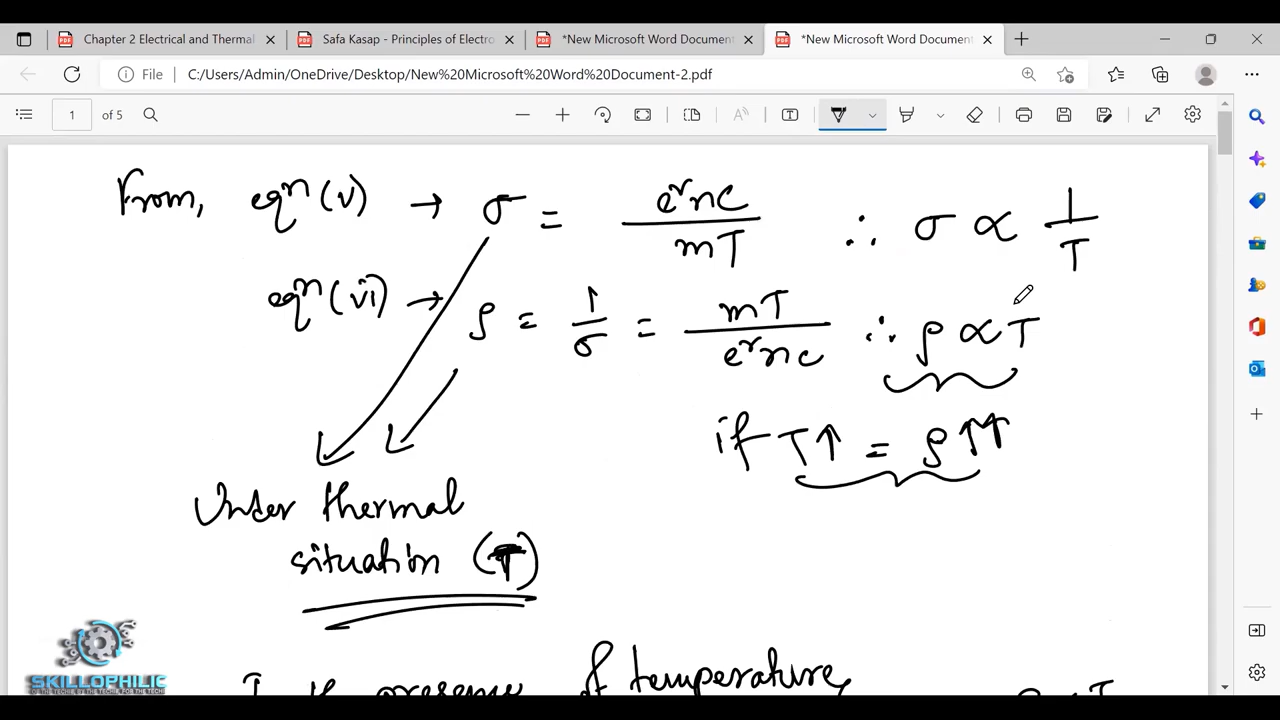 Chapter 2 Electrical and Thermal
Safa Kasap - Principles of Electro
*New Microsoft Word Document
*New Microsoft Word Document
File C:/Users/Admin/OneDrive/Desktop/New%20Microsoft%20Word%20Document-2.pdf
1 of 5
From, eqⁿ(v) → σ = e²nc / mT ∴ σ ∝ 1/T
eqⁿ(vi) → ρ = 1/σ = mT / e²nc ∴ ρ ∝ T
if T↑ = ρ↑↑
Under thermal
situation (T)
of temperature,
SKILLOPHILIC